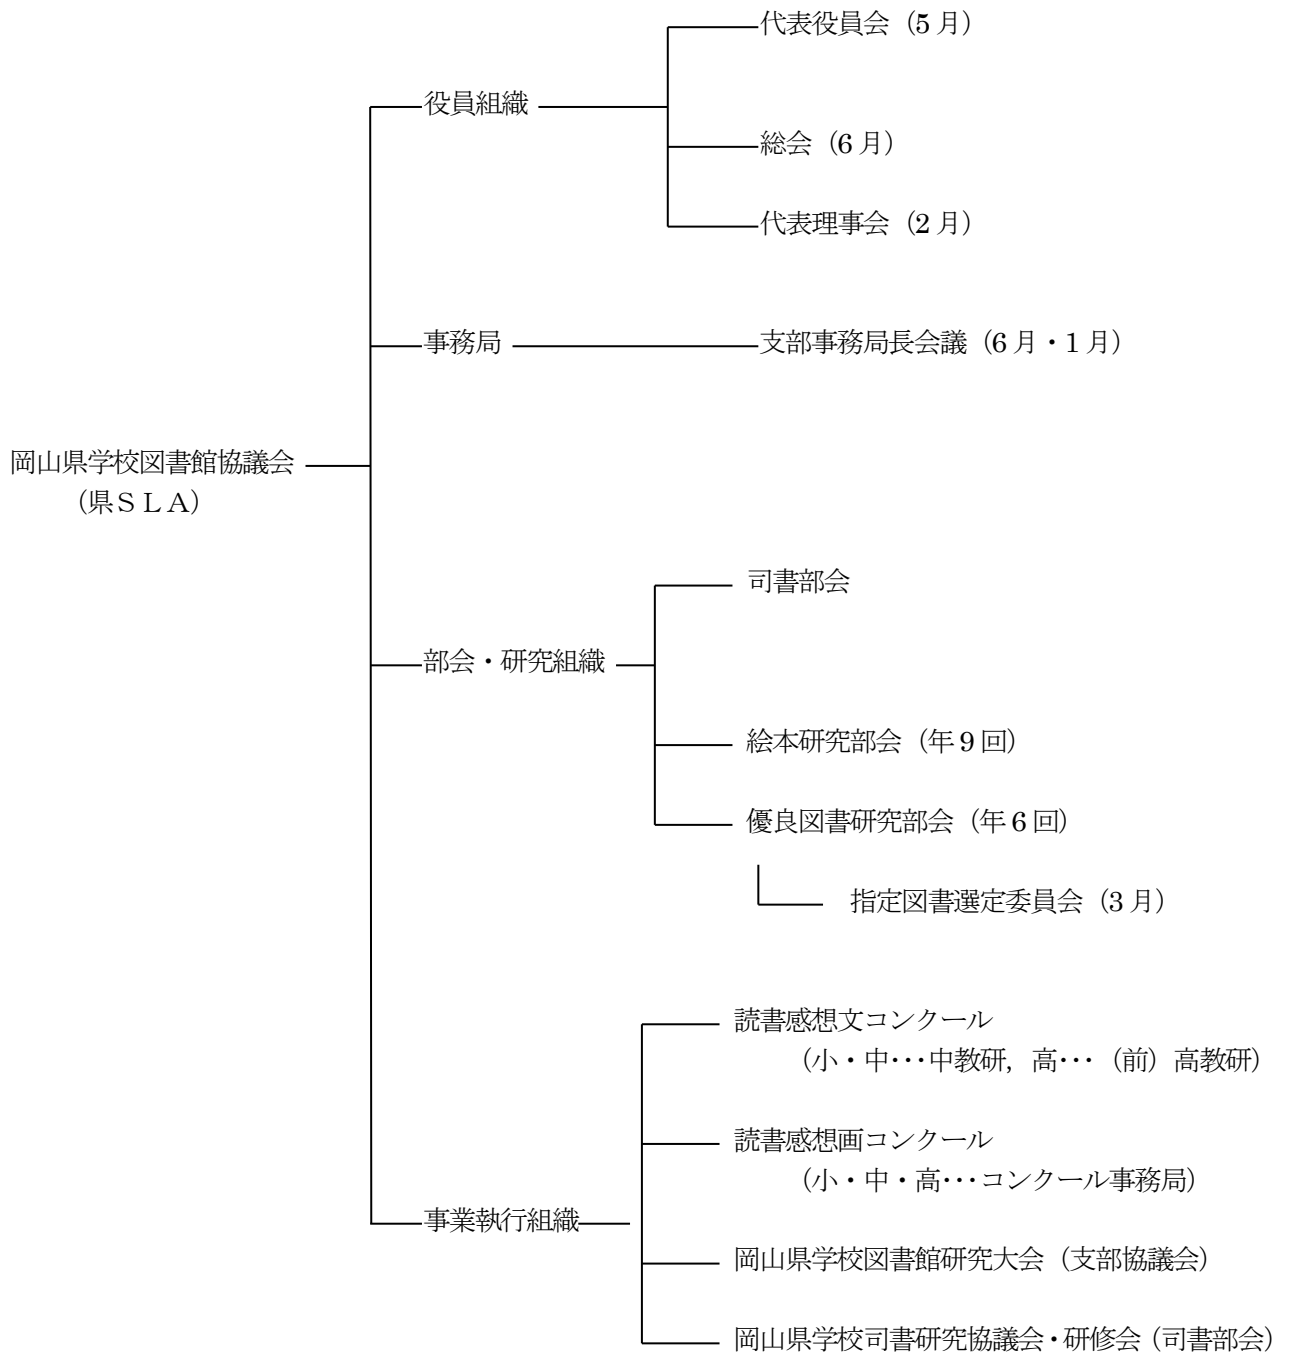 代表役員会（5 月）
役員組織
総会（6 月）
代表理事会（2 月）
事務局
支部事務局長会議（6 月・1 月）
岡山県学校図書館協議会
（県ＳＬＡ）
司書部会
部会・研究組織
絵本研究部会（年 9 回）
優良図書研究部会（年 6 回）
指定図書選定委員会（3 月）
読書感想文コンクール
（小・中･･･中教研，高･･･（前）高教研）
読書感想画コンクール
（小・中・高･･･コンクール事務局）
事業執行組織
岡山県学校図書館研究大会（支部協議会）
岡山県学校司書研究協議会・研修会（司書部会）